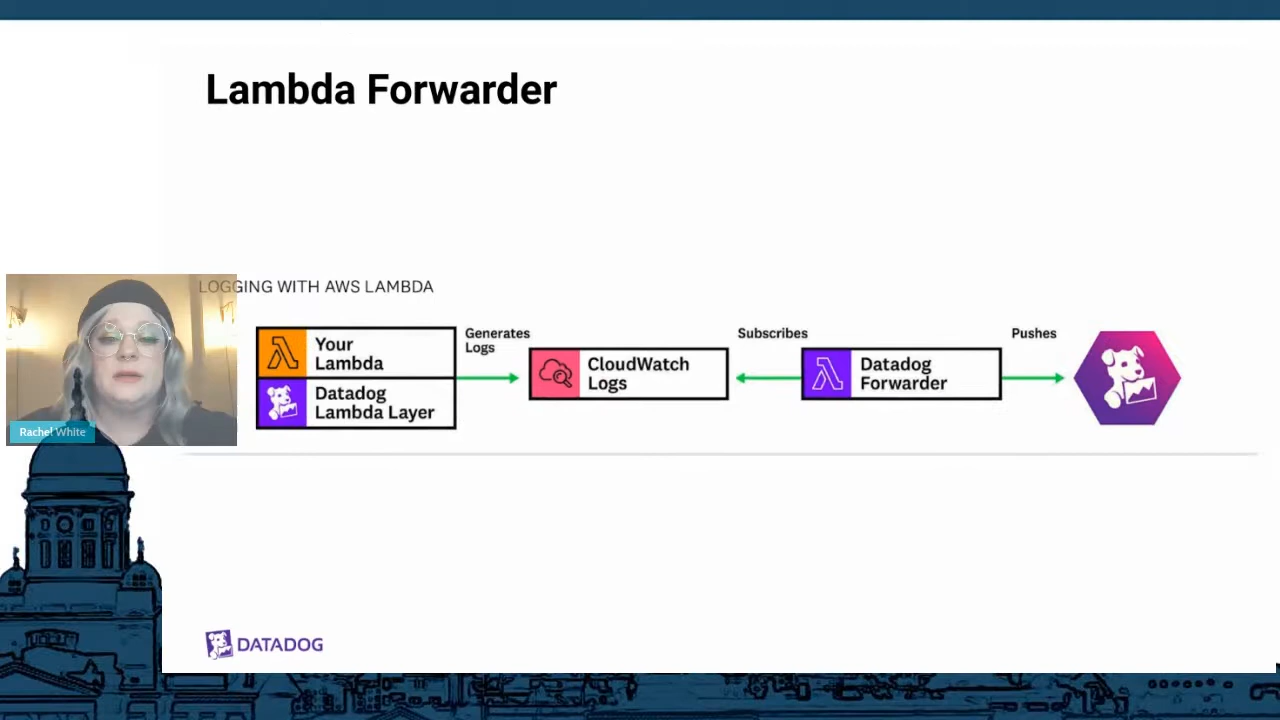 Lambda Forwarder
LOGGING WITH AWS LAMBDA
Your
Lambda
Datadog
Lambda Layer
Generates
Logs
CloudWatch
Logs
Subscribes
Datadog
Forwarder
Pushes
Rachel White
DATADOG